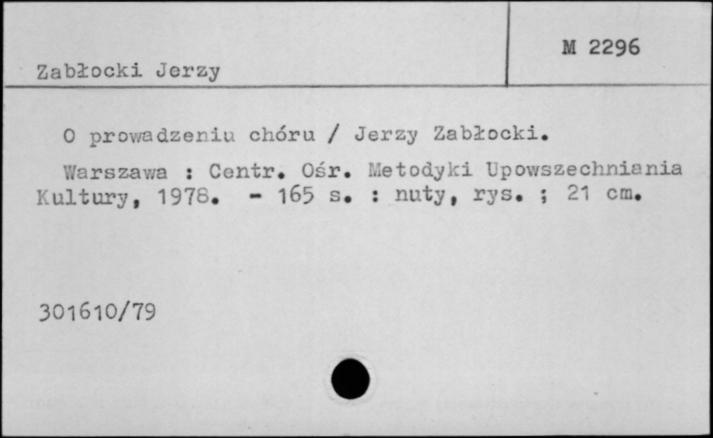 M 2296
Zabłocki Jerzy
O prowadzeniu chóru / Jerzy Zabłocki.
Warszawa : Centr. Ośr. Metodyki Upowszechniania
Kultury, 1978. - 165 s. : nuty, rys. ; 21 cm.
301610/79